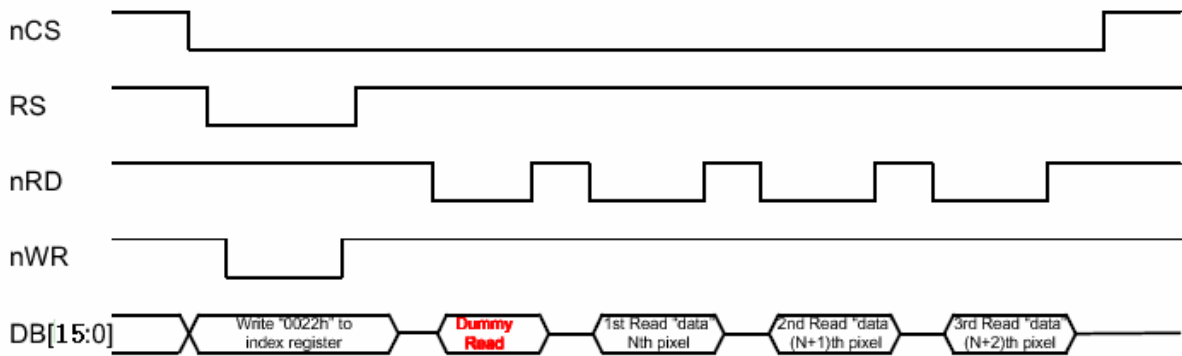 nCS
RS
nRD
nWR
DB[15:0]
Write "0022h" to
index register
Dummy
Read
1st Read "data"
Nth pixel
2nd Read "data
(N+1)th pixel
3rd Read "data"
(N+2)th pixel